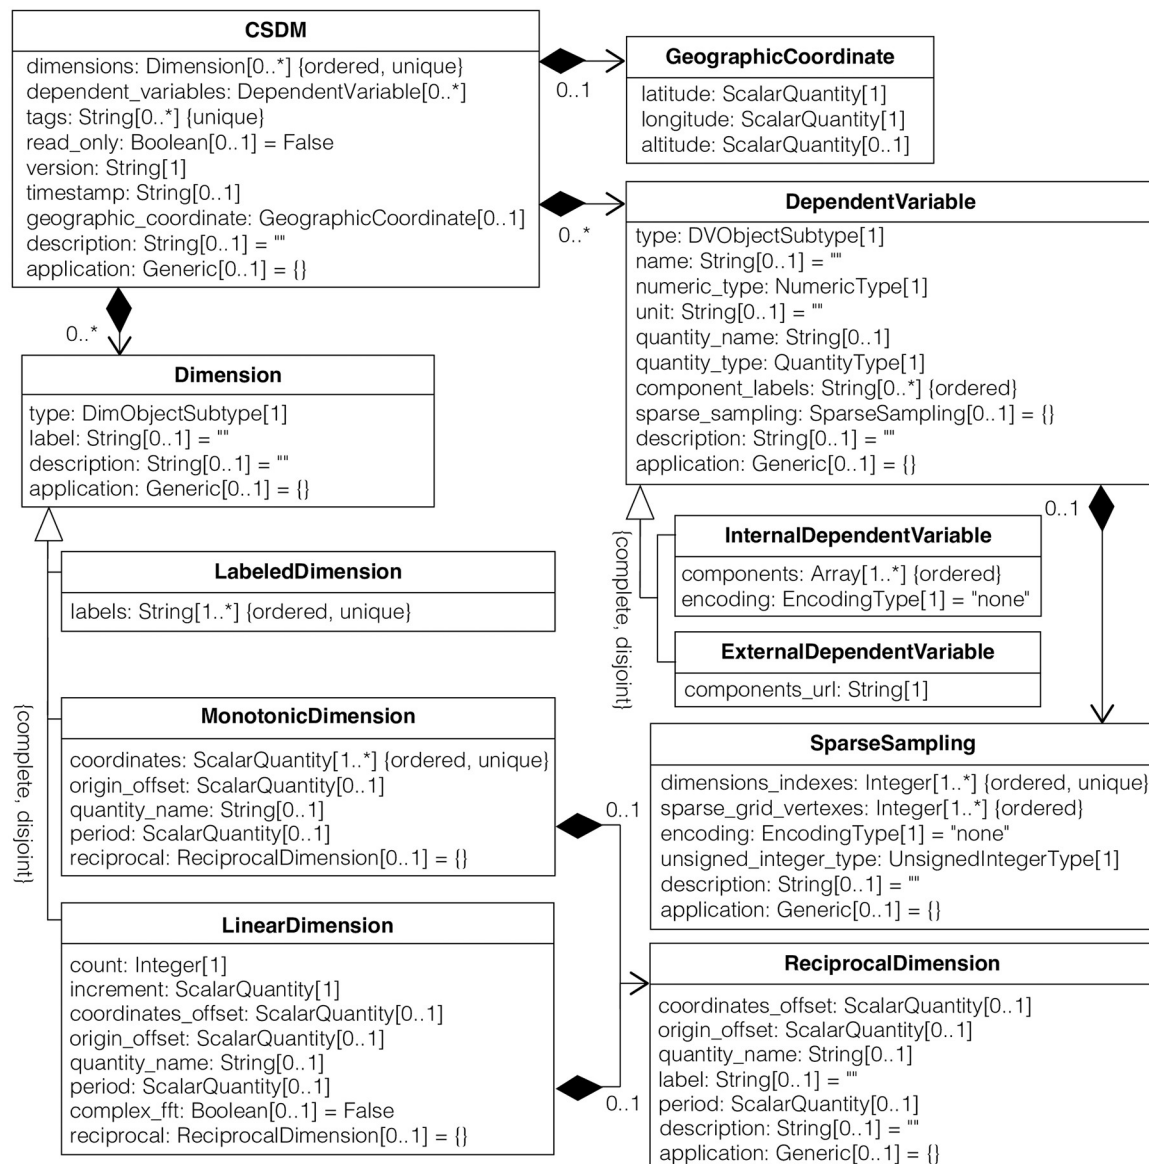 CSDM
dimensions: Dimension[0..*] {ordered, unique}
dependent_variables: DependentVariable[0..*]
tags: String[0..*] {unique}
read_only: Boolean[0..1] = False
version: String[1]
timestamp: String[0..1]
geographic_coordinate: GeographicCoordinate[0..1]
description: String[0..1] = ""
application: Generic[0..1] = {}
0..1
GeographicCoordinate
latitude: ScalarQuantity[1]
longitude: ScalarQuantity[1]
altitude: ScalarQuantity[0..1]
0..*
DependentVariable
type: DVObjectSubtype[1]
name: String[0..1] = ""
numeric_type: NumericType[1]
unit: String[0..1] = ""
quantity_name: String[0..1]
quantity_type: QuantityType[1]
component_labels: String[0..*] {ordered}
sparse_sampling: SparseSampling[0..1] = {}
description: String[0..1] = ""
application: Generic[0..1] = {}
0..*
Dimension
type: DimObjectSubtype[1]
label: String[0..1] = ""
description: String[0..1] = ""
application: Generic[0..1] = {}
{complete, disjoint}
LabeledDimension
labels: String[1..*] {ordered, unique}
MonotonicDimension
coordinates: ScalarQuantity[1..*] {ordered, unique}
origin_offset: ScalarQuantity[0..1]
quantity_name: String[0..1]
period: ScalarQuantity[0..1]
reciprocal: ReciprocalDimension[0..1] = {}
0..1
LinearDimension
count: Integer[1]
increment: ScalarQuantity[1]
coordinates_offset: ScalarQuantity[0..1]
origin_offset: ScalarQuantity[0..1]
quantity_name: String[0..1]
period: ScalarQuantity[0..1]
complex_fft: Boolean[0..1] = False
reciprocal: ReciprocalDimension[0..1] = {}
0..1
{complete, disjoint}
InternalDependentVariable
components: Array[1..*] {ordered}
encoding: EncodingType[1] = "none"
ExternalDependentVariable
components_url: String[1]
0..1
SparseSampling
dimensions_indexes: Integer[1..*] {ordered, unique}
sparse_grid_vertexes: Integer[1..*] {ordered}
encoding: EncodingType[1] = "none"
unsigned_integer_type: UnsignedIntegerType[1]
description: String[0..1] = ""
application: Generic[0..1] = {}
ReciprocalDimension
coordinates_offset: ScalarQuantity[0..1]
origin_offset: ScalarQuantity[0..1]
quantity_name: String[0..1]
label: String[0..1] = ""
period: ScalarQuantity[0..1]
description: String[0..1] = ""
application: Generic[0..1] = {}